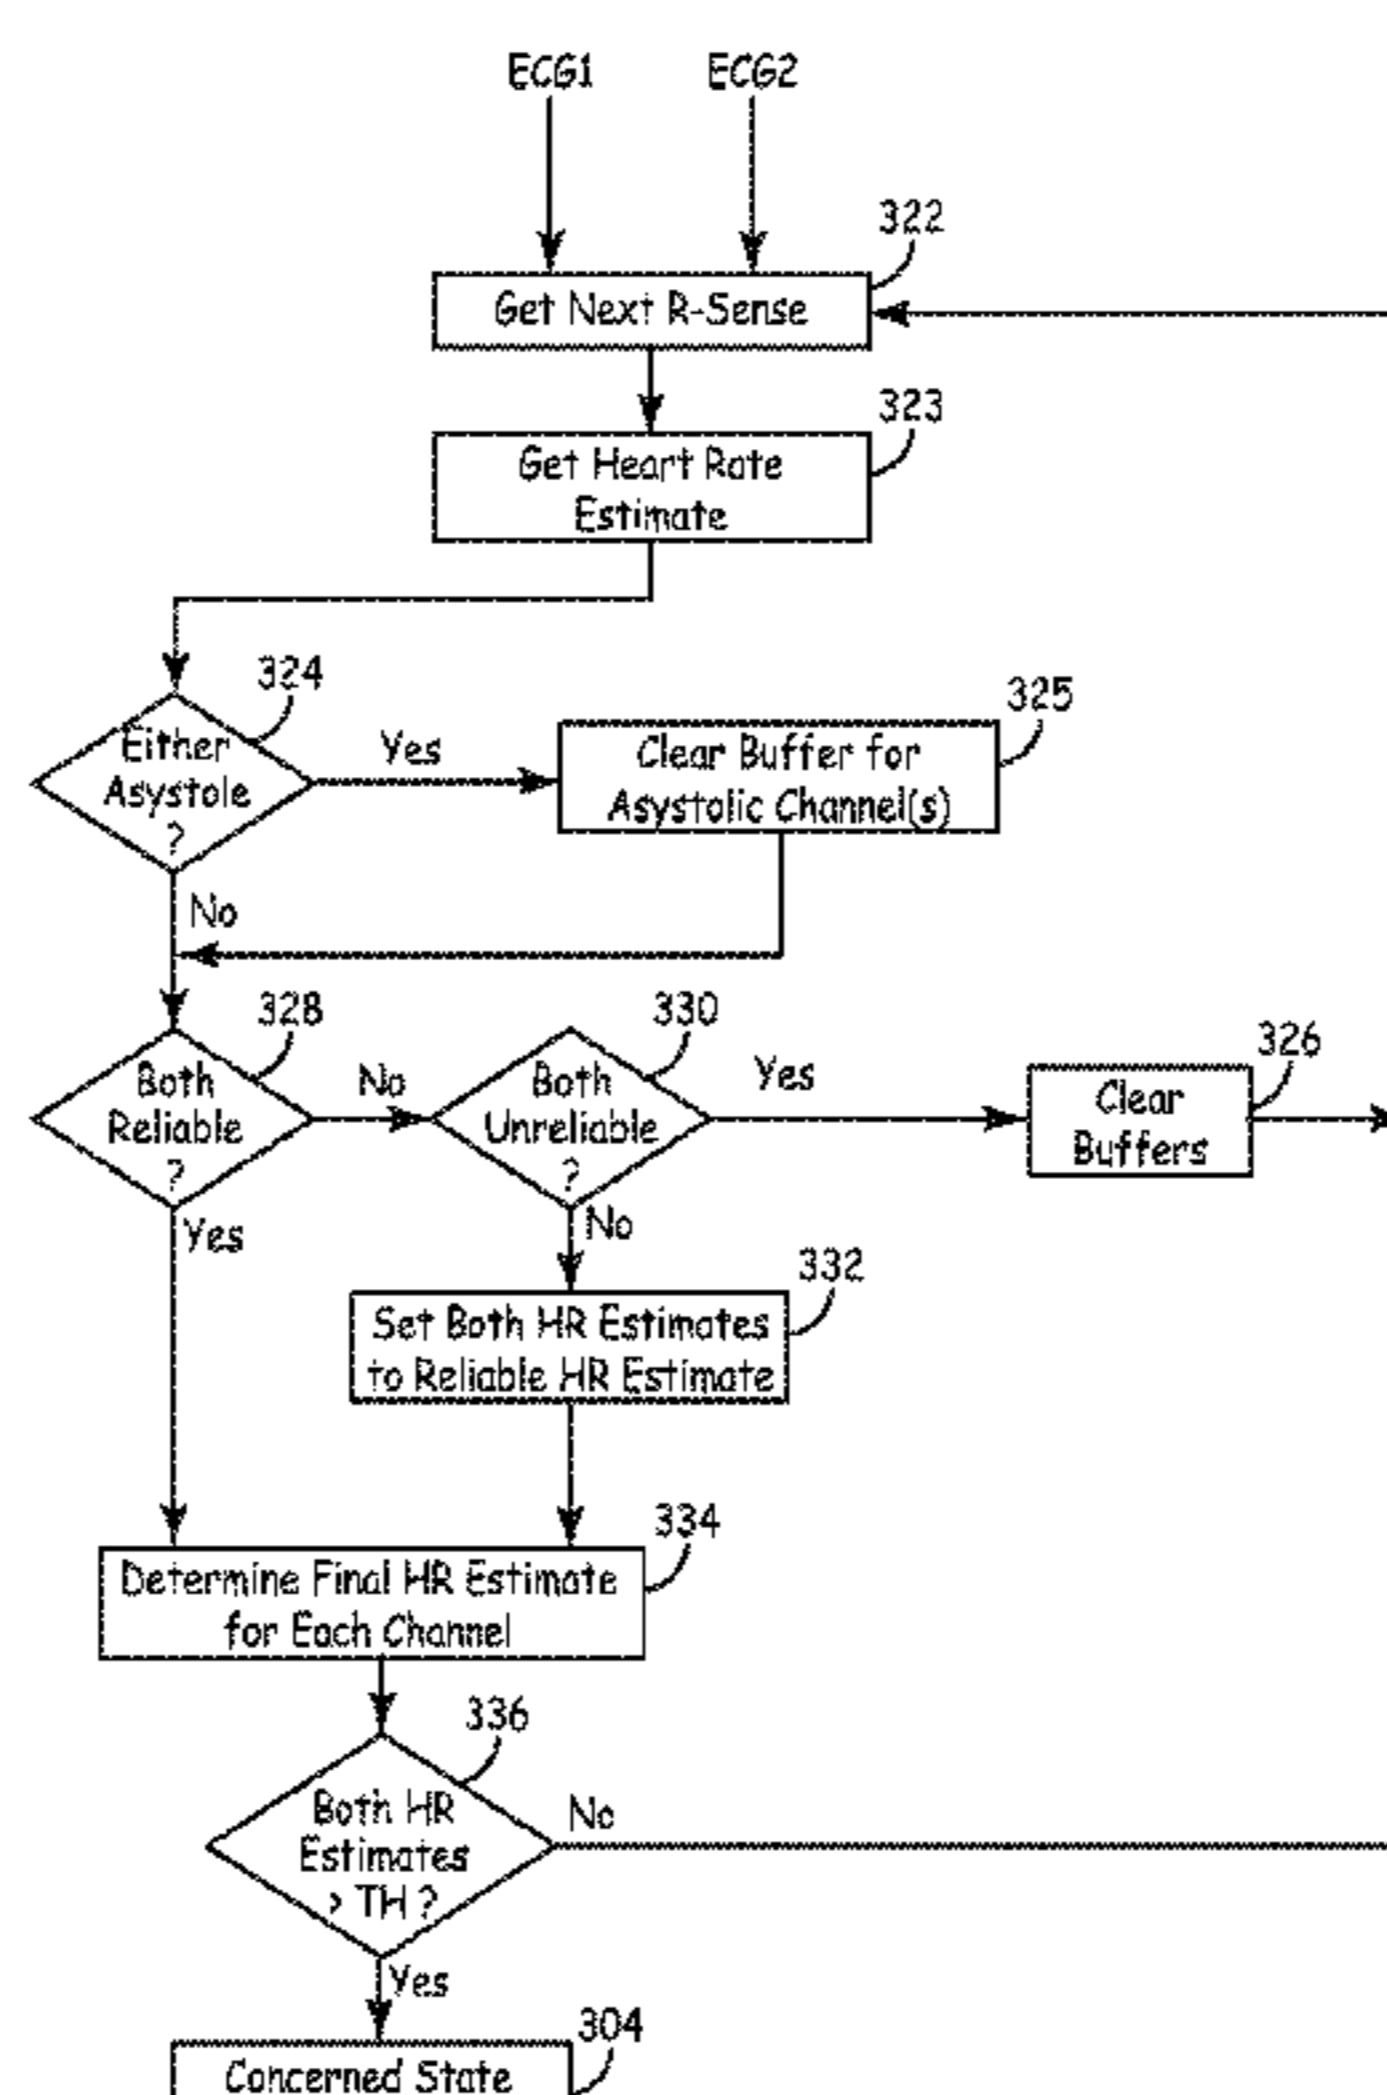 ECG1 ECG2
322
Get Next R-Sense
323
Get Heart Rate
Estimate
324
Either
Asystole
?
Yes
325
Clear Buffer for
Asystolic Channel(s)
No
328
Both
Reliable
?
No
330
Both
Unreliable
?
Yes
326
Clear
Buffers
Yes
No
332
Set Both HR Estimates
to Reliable HR Estimate
334
Determine Final HR Estimate
for Each Channel
336
Both HR
Estimates
> TH ?
No
Yes
304
Concerned State